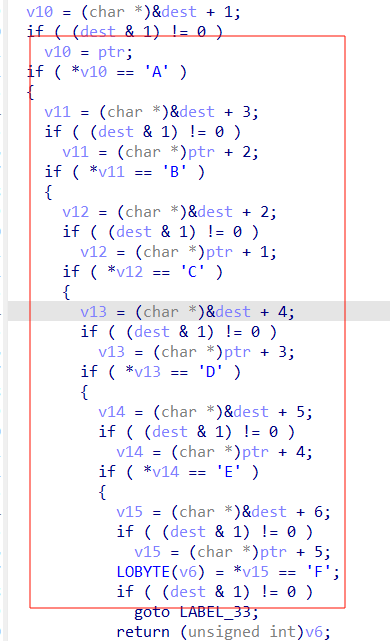 v10 = (char *)&dest + 1;
if ( (dest & 1) != 0 )
v10 = ptr;
if ( *v10 == 'A' )
{
v11 = (char *)&dest + 3;
if ( (dest & 1) != 0 )
v11 = (char *)ptr + 2;
if ( *v11 == 'B' )
{
v12 = (char *)&dest + 2;
if ( (dest & 1) != 0 )
v12 = (char *)ptr + 1;
if ( *v12 == 'C' )
{
v13 = (char *)&dest + 4;
if ( (dest & 1) != 0 )
v13 = (char *)ptr + 3;
if ( *v13 == 'D' )
{
v14 = (char *)&dest + 5;
if ( (dest & 1) != 0 )
v14 = (char *)ptr + 4;
if ( *v14 == 'E' )
{
v15 = (char *)&dest + 6;
if ( (dest & 1) != 0 )
v15 = (char *)ptr + 5;
LOBYTE(v6) = *v15 == 'F';
if ( (dest & 1) != 0 )
goto LABEL_33;
return (unsigned int)v6;